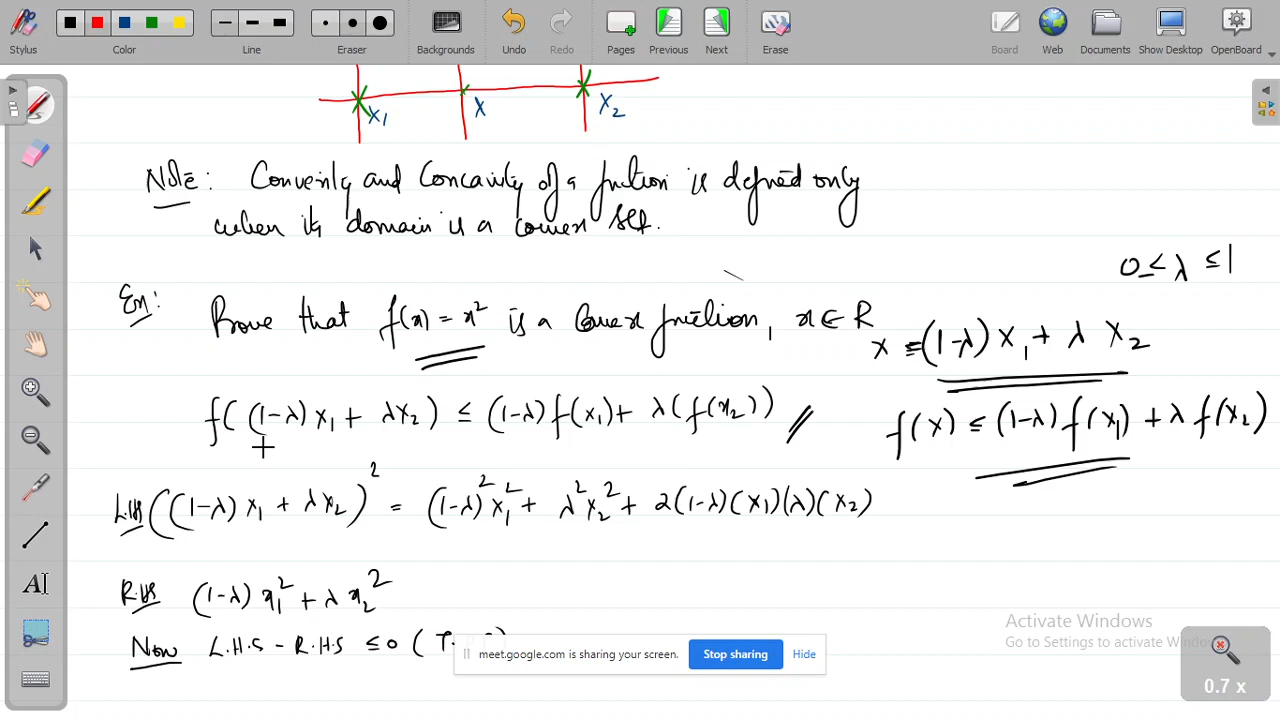 Stylus Color Line Eraser Backgrounds Undo Redo Pages Previous Next Erase Board Web Documents Show Desktop OpenBoard
x₁ x x₂
Note: Convexity and Concavity of a function is defined only
when its domain is a convex set.
0 ≤ λ ≤ 1
Ex: Prove that f(x) = x² is a convex function, x ∈ R
X = (1-λ) x₁ + λ x₂
f((1-λ) x₁ + λx₂) ≤ (1-λ) f(x₁) + λ(f(x₂))
f(x) ≤ (1-λ) f(x₁) + λ f(x₂)
L.H.S ((1-λ) x₁ + λx₂)² = (1-λ)² x₁² + λ² x₂² + 2(1-λ)(x₁)(λ)(x₂)
R.H.S (1-λ) x₁² + λ x₂²
Now L.H.S - R.H.S ≤ 0 (
meet.google.com is sharing your screen. Stop sharing Hide
Activate Windows
Go to Settings to activate Windows
0.7 x